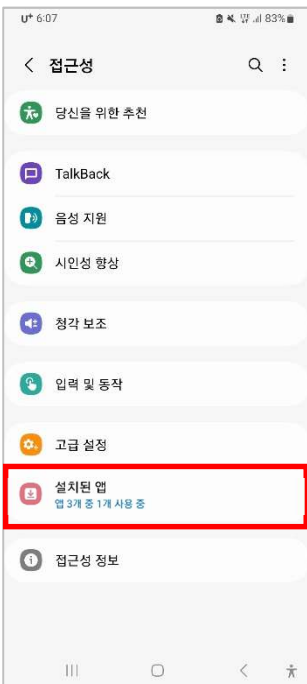 U+ 6:07 83%
접근성
당신을 위한 추천
TalkBack
음성 지원
시인성 향상
청각 보조
입력 및 동작
고급 설정
설치된 앱
앱 3개 중 1개 사용 중
접근성 정보